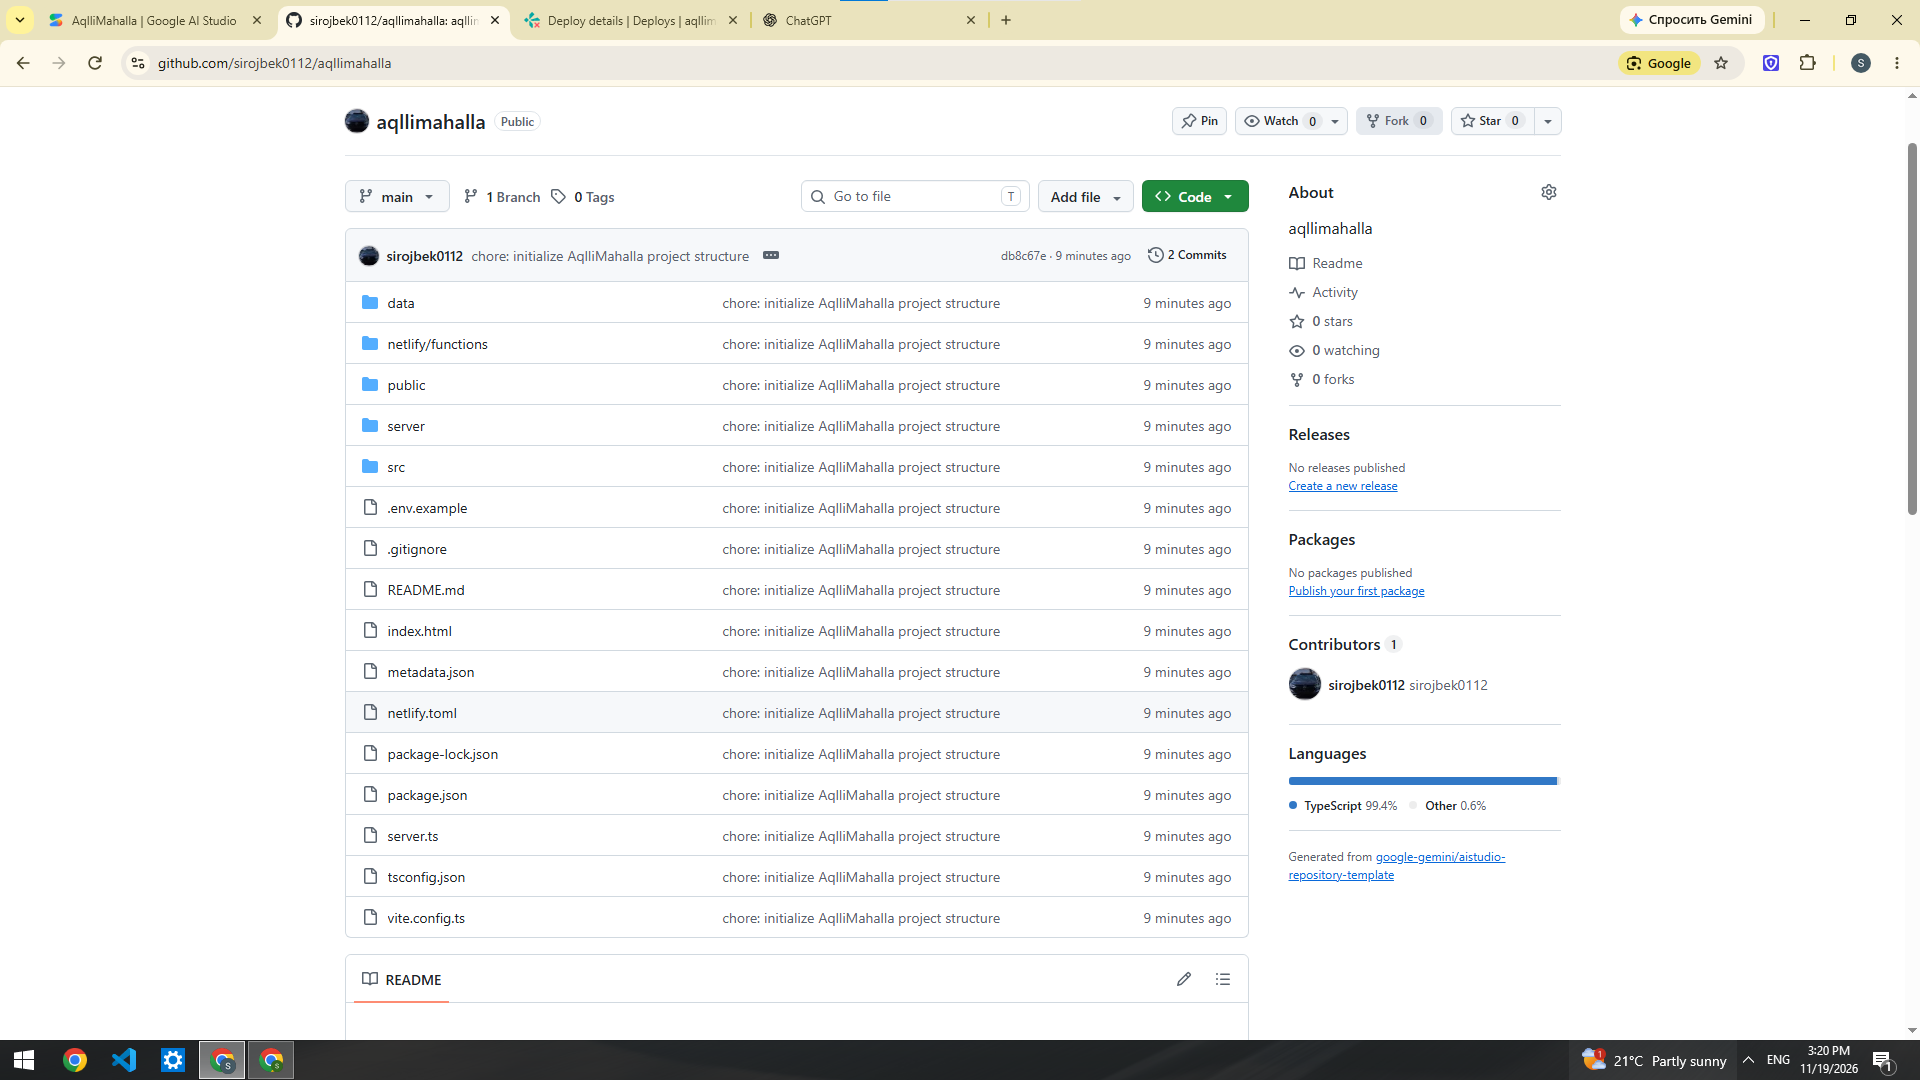 AqlliMahalla | Google AI Studio
sirojbek0112/aqllimahalla: aqllim
Deploy details | Deploys | aqllim
ChatGPT
Спросить Gemini
github.com/sirojbek0112/aqllimahalla
Google
S
aqllimahalla
Public
Pin
Watch 0
Fork 0
Star 0
main
1 Branch
0 Tags
Go to file
T
Add file
Code
sirojbek0112 chore: initialize AqlliMahalla project structure
db8c67e · 9 minutes ago
2 Commits
data chore: initialize AqlliMahalla project structure 9 minutes ago
netlify/functions chore: initialize AqlliMahalla project structure 9 minutes ago
public chore: initialize AqlliMahalla project structure 9 minutes ago
server chore: initialize AqlliMahalla project structure 9 minutes ago
src chore: initialize AqlliMahalla project structure 9 minutes ago
.env.example chore: initialize AqlliMahalla project structure 9 minutes ago
.gitignore chore: initialize AqlliMahalla project structure 9 minutes ago
README.md chore: initialize AqlliMahalla project structure 9 minutes ago
index.html chore: initialize AqlliMahalla project structure 9 minutes ago
metadata.json chore: initialize AqlliMahalla project structure 9 minutes ago
netlify.toml chore: initialize AqlliMahalla project structure 9 minutes ago
package-lock.json chore: initialize AqlliMahalla project structure 9 minutes ago
package.json chore: initialize AqlliMahalla project structure 9 minutes ago
server.ts chore: initialize AqlliMahalla project structure 9 minutes ago
tsconfig.json chore: initialize AqlliMahalla project structure 9 minutes ago
vite.config.ts chore: initialize AqlliMahalla project structure 9 minutes ago
README
About
aqllimahalla
Readme
Activity
0 stars
0 watching
0 forks
Releases
No releases published
Create a new release
Packages
No packages published
Publish your first package
Contributors 1
sirojbek0112 sirojbek0112
Languages
TypeScript 99.4%
Other 0.6%
Generated from google-gemini/aistudio-
repository-template
21°C Partly sunny
ENG
3:20 PM
11/19/2026
1